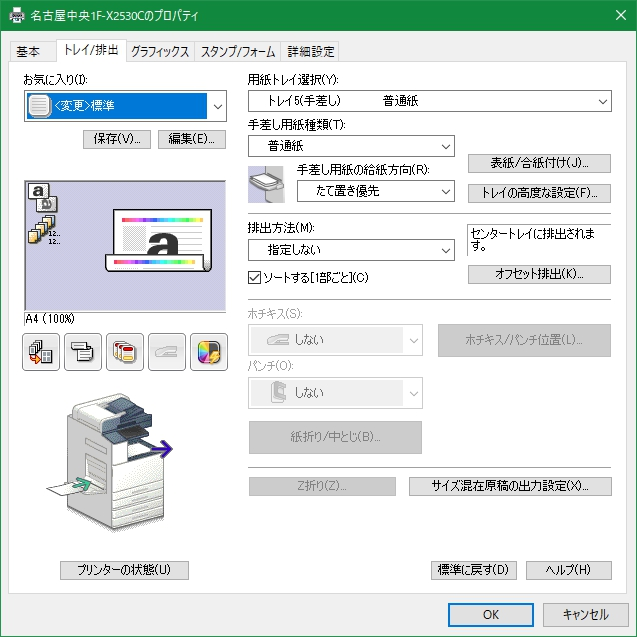 名古屋中央1F-X2530Cのプロパティ
基本
トレイ/排出
グラフィックス
スタンプ/フォーム
詳細設定
お気に入り(I):
<変更>標準
保存(V)...
編集(E)...
a
a
12..
12..
a
A4 (100%)
プリンターの状態(U)
用紙トレイ選択(Y):
トレイ5(手差し) 普通紙
手差し用紙種類(T):
普通紙
手差し用紙の給紙方向(R):
たて置き優先
表紙/合紙付け(J)...
トレイの高度な設定(F)...
排出方法(M):
指定しない
センタートレイに排出されま
す。
ソートする[1部ごと](C)
オフセット排出(K)...
ホチキス(S):
しない
ホチキス/パンチ位置(L)...
パンチ(O):
しない
紙折り/中とじ(B)...
Z折り(Z)...
サイズ混在原稿の出力設定(X)...
標準に戻す(D)
ヘルプ(H)
OK
キャンセル